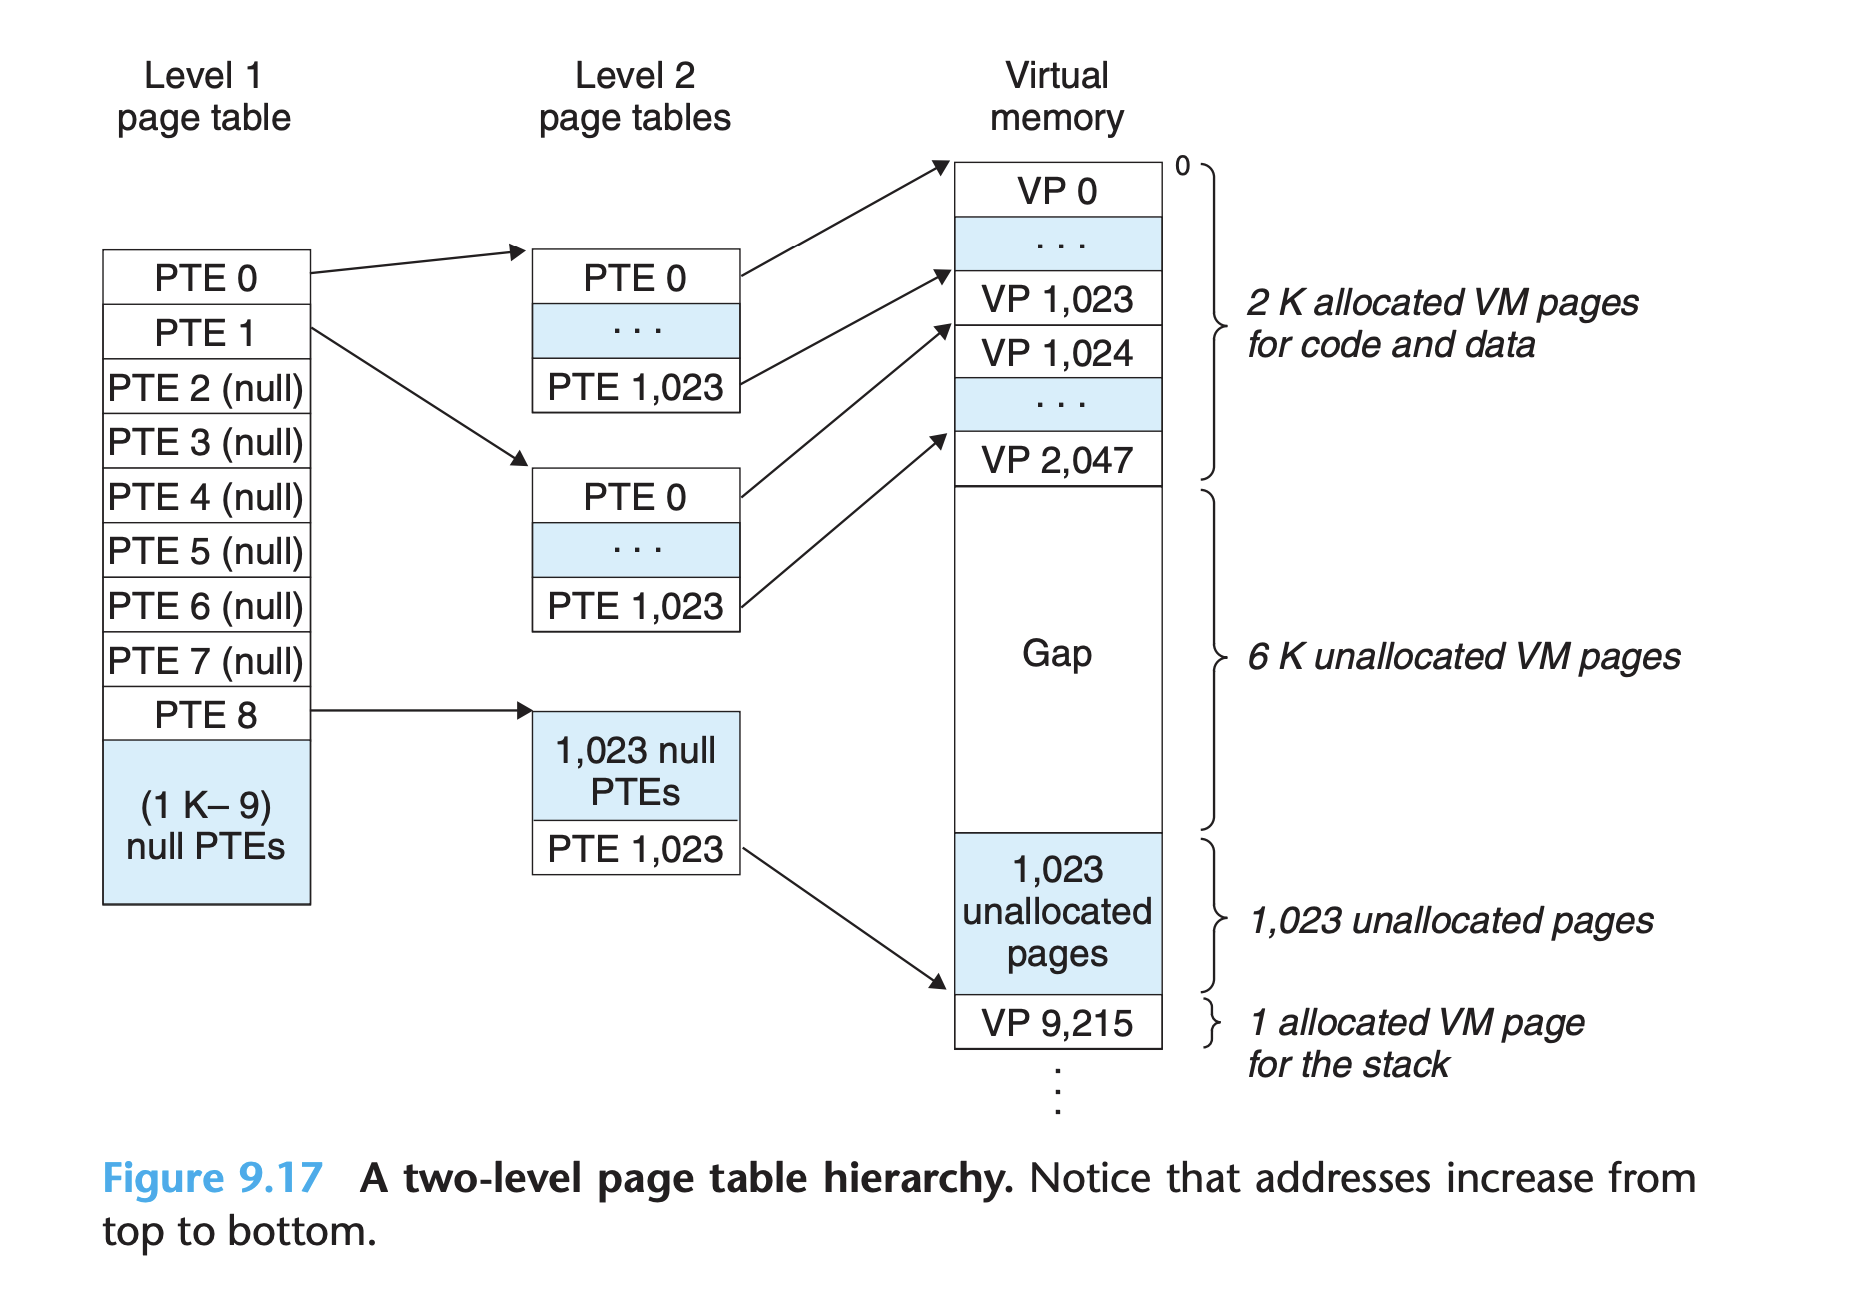 Level 1
page table
Level 2
page tables
Virtual
memory
PTE 0
PTE 1
PTE 2 (null)
PTE 3 (null)
PTE 4 (null)
PTE 5 (null)
PTE 6 (null)
PTE 7 (null)
PTE 8
(1 K– 9)
null PTEs
PTE 0
. . .
PTE 1,023
PTE 0
. . .
PTE 1,023
1,023 null
PTEs
PTE 1,023
0
VP 0
. . .
VP 1,023
VP 1,024
. . .
VP 2,047
Gap
1,023
unallocated
pages
VP 9,215
.
.
.
2 K allocated VM pages
for code and data
6 K unallocated VM pages
1,023 unallocated pages
1 allocated VM page
for the stack
Figure 9.17 A two-level page table hierarchy. Notice that addresses increase from
top to bottom.